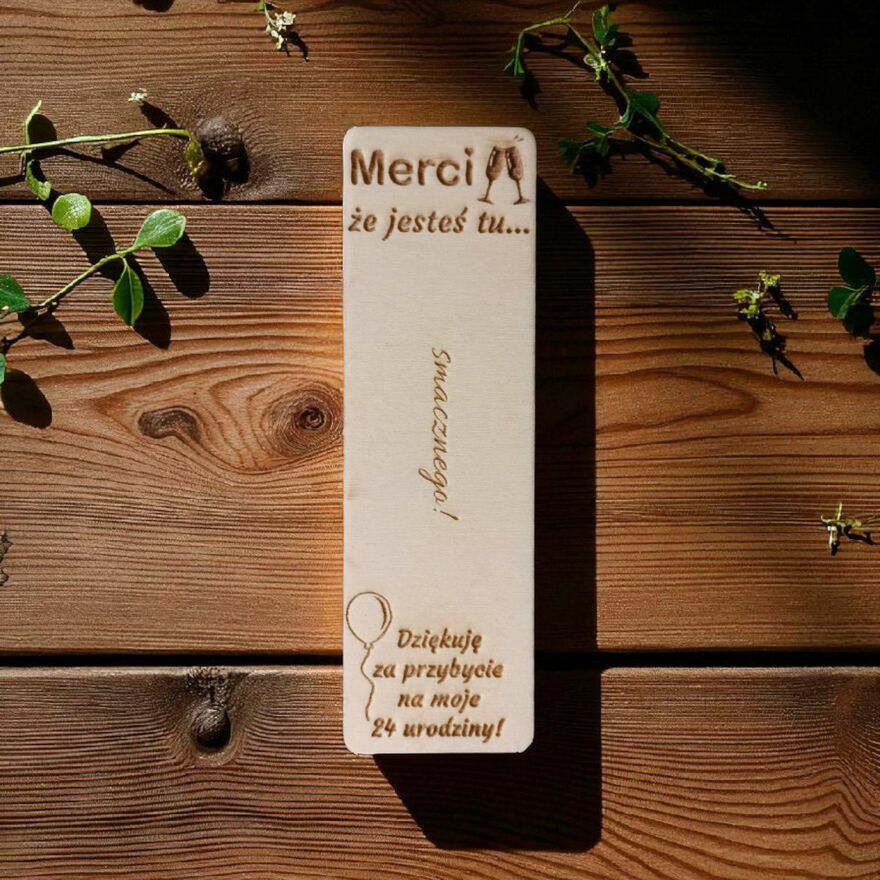 Merci
że jesteś tu...
Smacznego!
Dziękuję
za przybycie
na moje
24 urodziny!